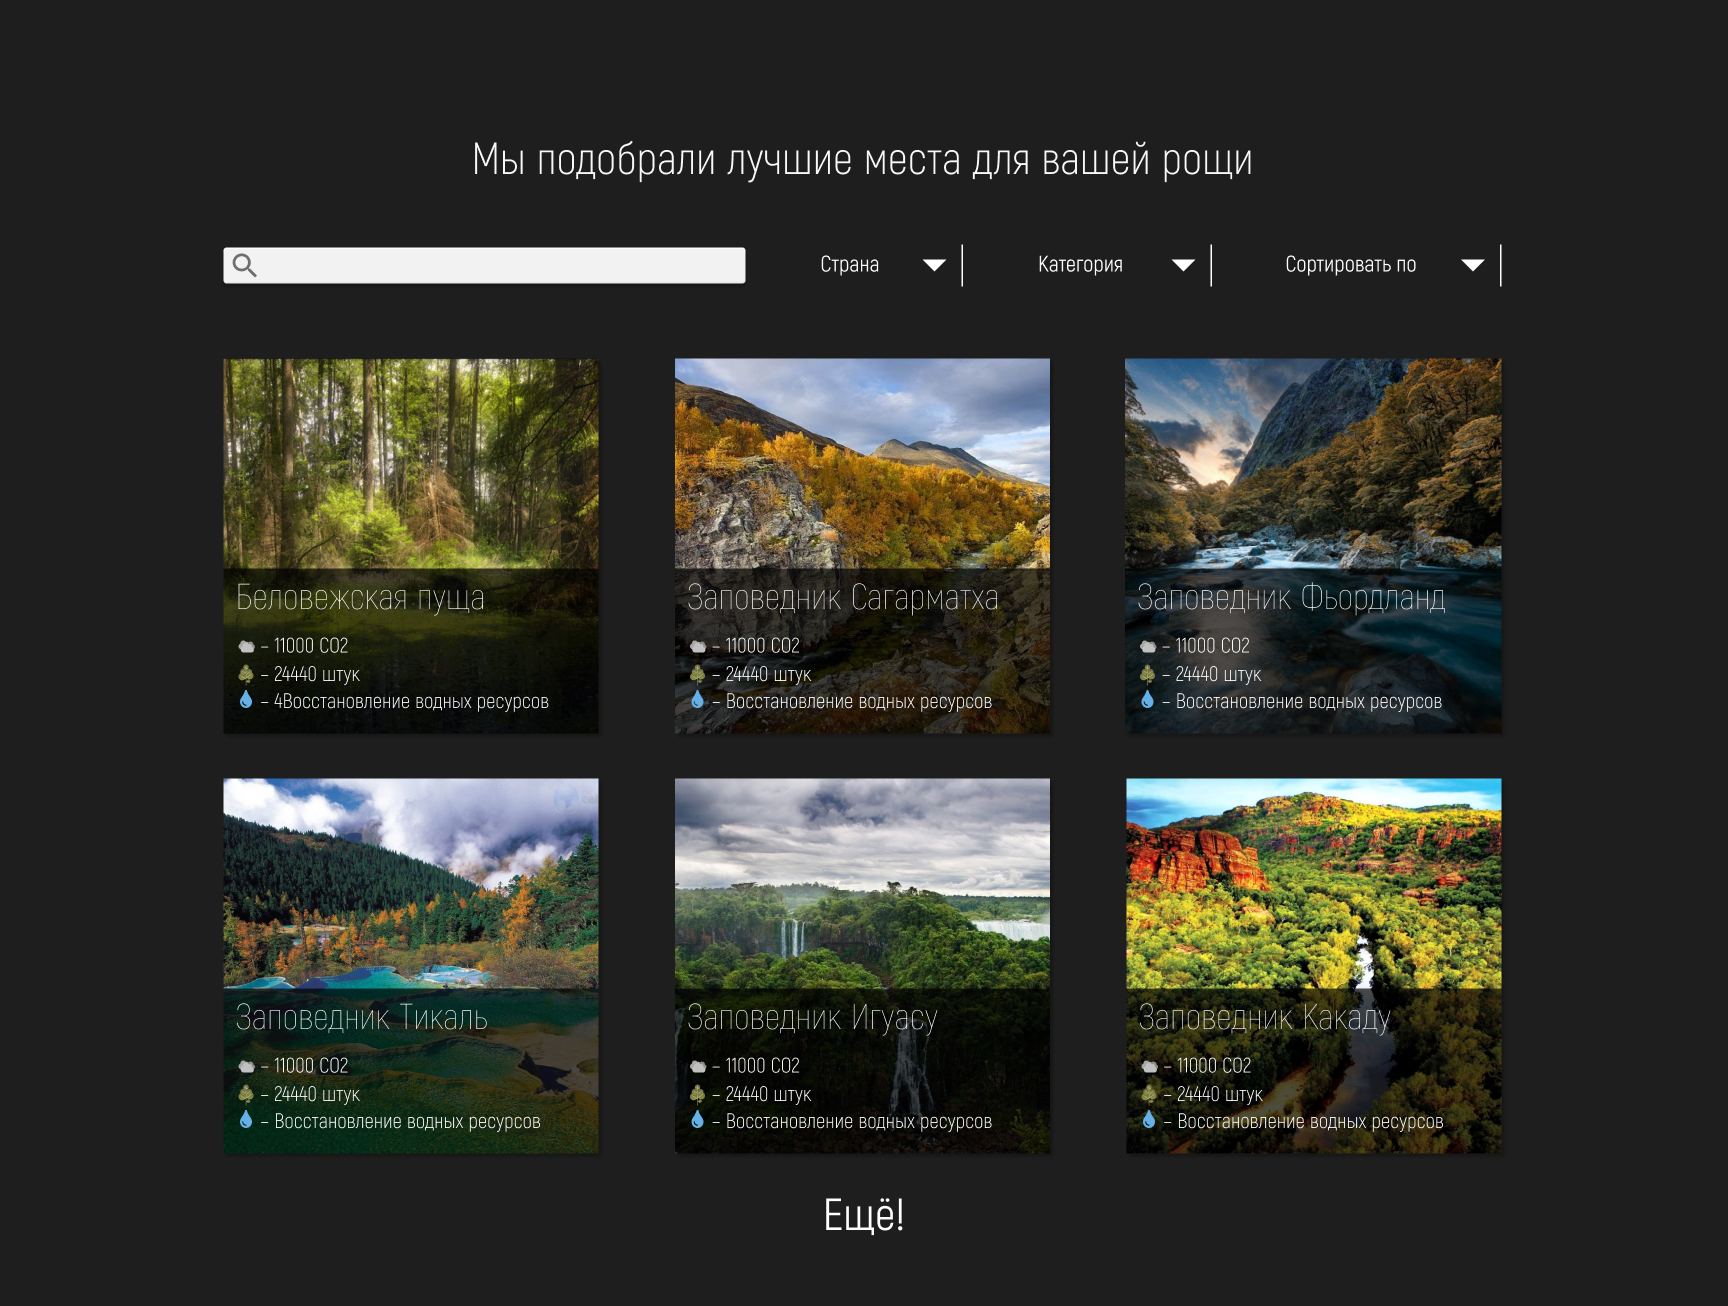 Мы подобрали лучшие места для вашей рощи
Страна
Категория
Сортировать по
Беловежская пуща
– 11000 CO2
– 24440 штук
– 4Восстановление водных ресурсов
Заповедник Сагарматха
– 11000 CO2
– 24440 штук
– Восстановление водных ресурсов
Заповедник Фьордланд
– 11000 CO2
– 24440 штук
– Восстановление водных ресурсов
Заповедник Тикаль
– 11000 CO2
– 24440 штук
– Восстановление водных ресурсов
Заповедник Игуасу
– 11000 CO2
– 24440 штук
– Восстановление водных ресурсов
Заповедник Какаду
– 11000 CO2
– 24440 штук
– Восстановление водных ресурсов
Ещё!